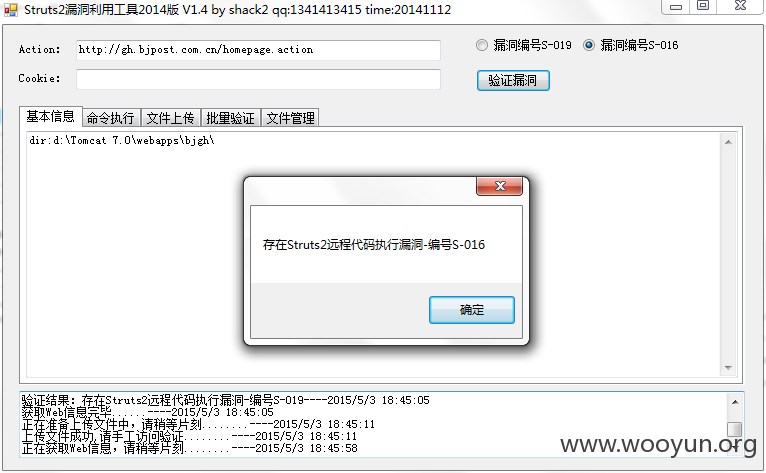 Struts2漏洞利用工具2014版 V1.4 by shack2 qq:1341413415 time:20141112
Action: http://gh.bjpost.com.cn/homepage.action 漏洞编号S-019 漏洞编号S-016
Cookie: 验证漏洞
基本信息 命令执行 文件上传 批量验证 文件管理
dir:d:\Tomcat 7.0\webapps\bjgh\
存在Struts2远程代码执行漏洞-编号S-016
确定
验证结果：存在Struts2远程代码执行漏洞-编号S-019----2015/5/3 18:45:05
获取Web信息完毕......----2015/5/3 18:45:05
正在准备上传文件中，请稍等片刻........----2015/5/3 18:45:11
上传文件成功,请手工访问验证........----2015/5/3 18:45:11
正在获取Web信息，请稍等片刻........----2015/5/3 18:45:58
www.wooyun.org